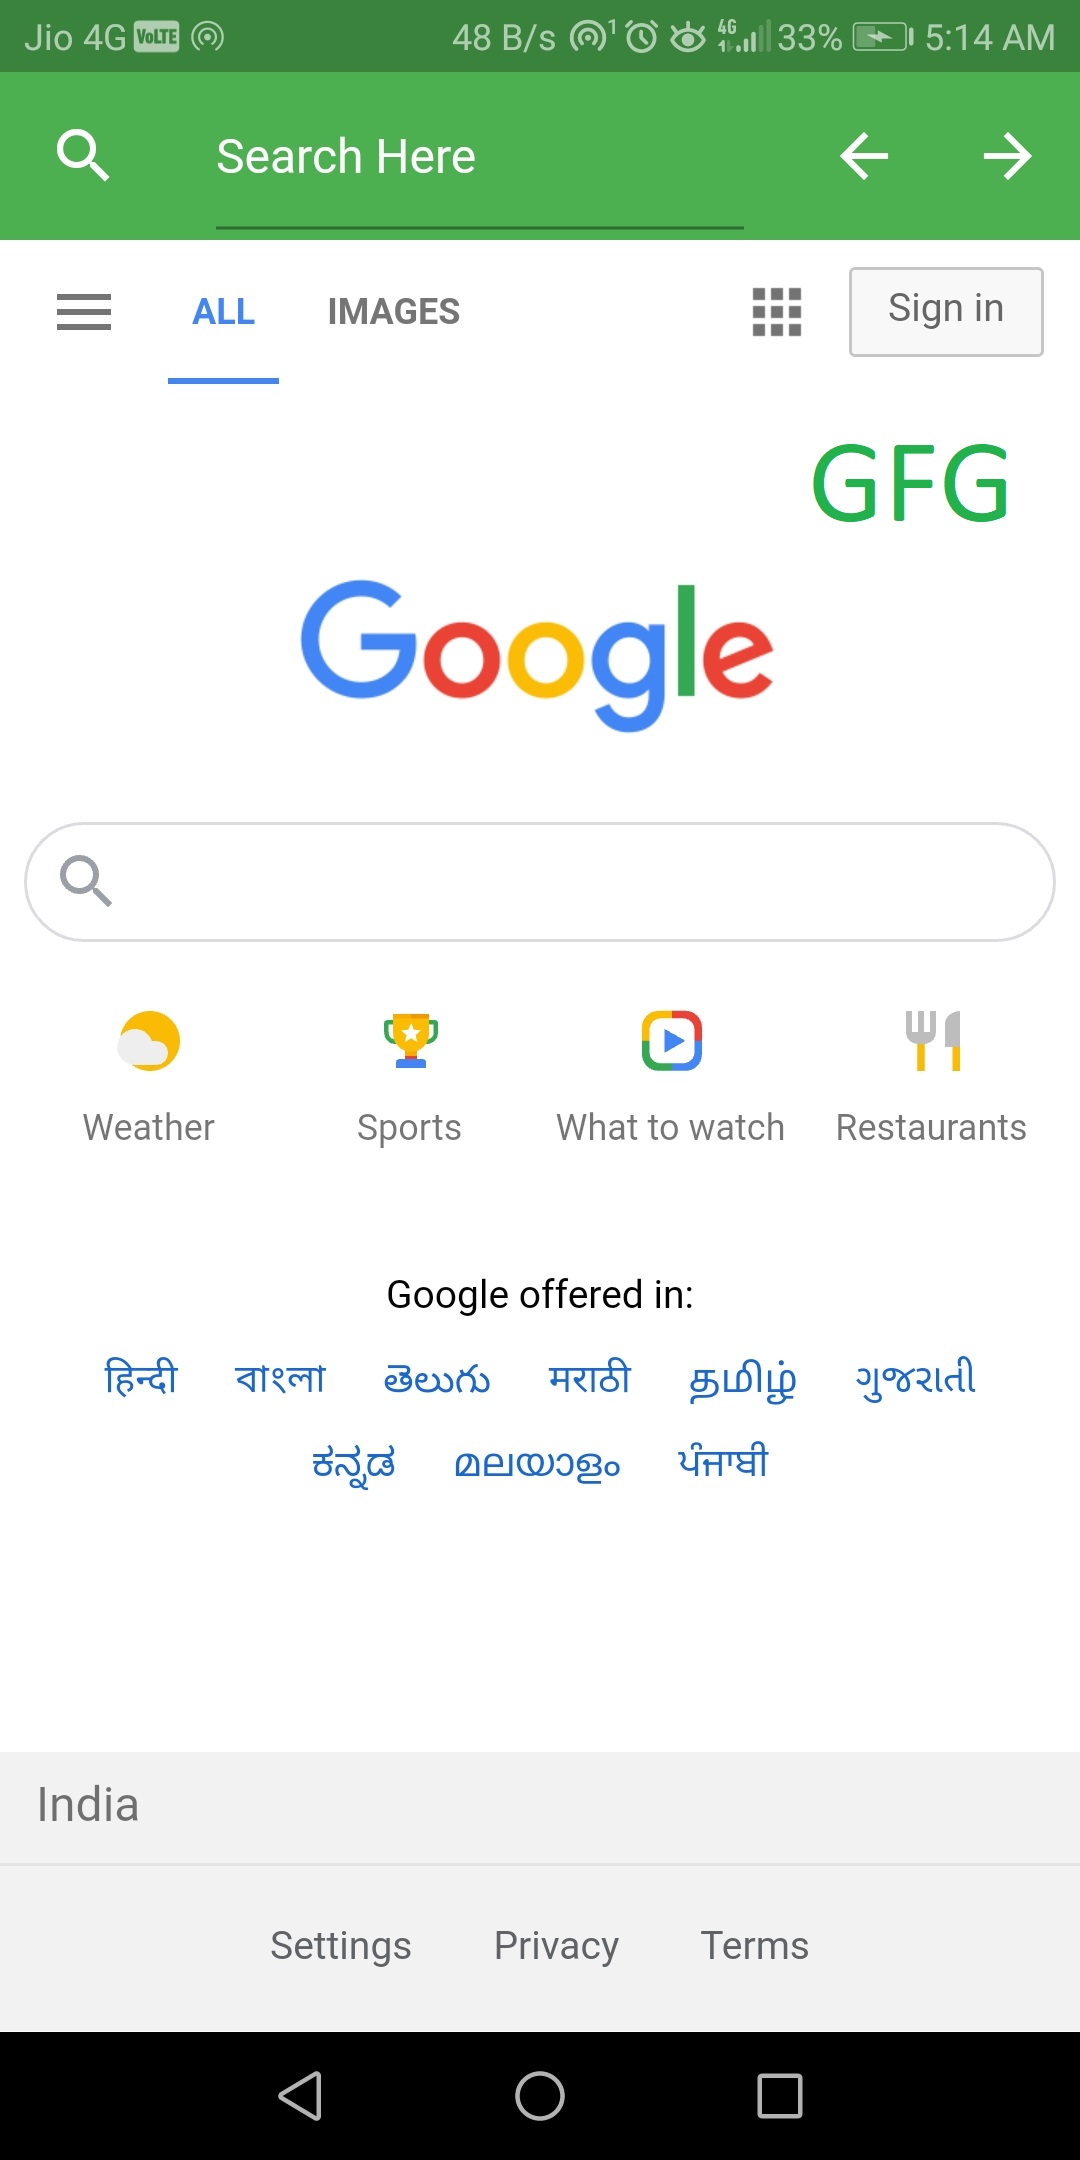 Jio 4G VoLTE 48 B/s 1 4G 1 33% 5:14 AM
Search Here
ALL IMAGES Sign in
GFG
Google
Weather Sports What to watch Restaurants
Google offered in:
हिन्दी বাংলা తెలుగు मराठी தமிழ் ગુજરાતી
ಕನ್ನಡ മലയാളം ਪੰਜਾਬੀ
India
Settings Privacy Terms